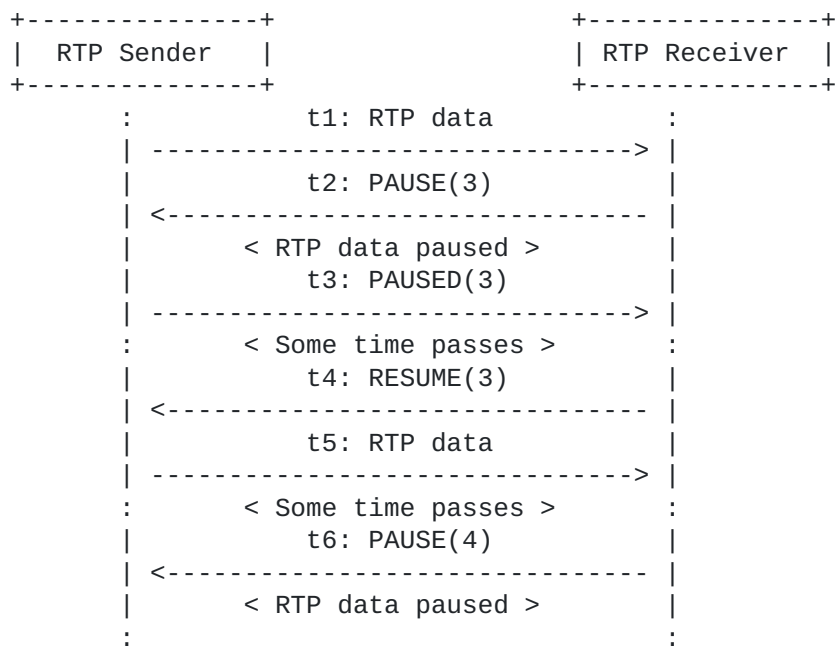 +---------------+                   +---------------+
|  RTP Sender   |                   | RTP Receiver  |
+---------------+                   +---------------+
       :           t1: RTP data           :
       | -------------------------------> |
       |           t2: PAUSE(3)           |
       | <------------------------------- |
       |       < RTP data paused >        |
       |           t3: PAUSED(3)          |
       | -------------------------------> |
       :       < Some time passes >       :
       |           t4: RESUME(3)          |
       | <------------------------------- |
       |           t5: RTP data           |
       | -------------------------------> |
       :       < Some time passes >       :
       |           t6: PAUSE(4)           |
       | <------------------------------- |
       |       < RTP data paused >        |
       :                                  :